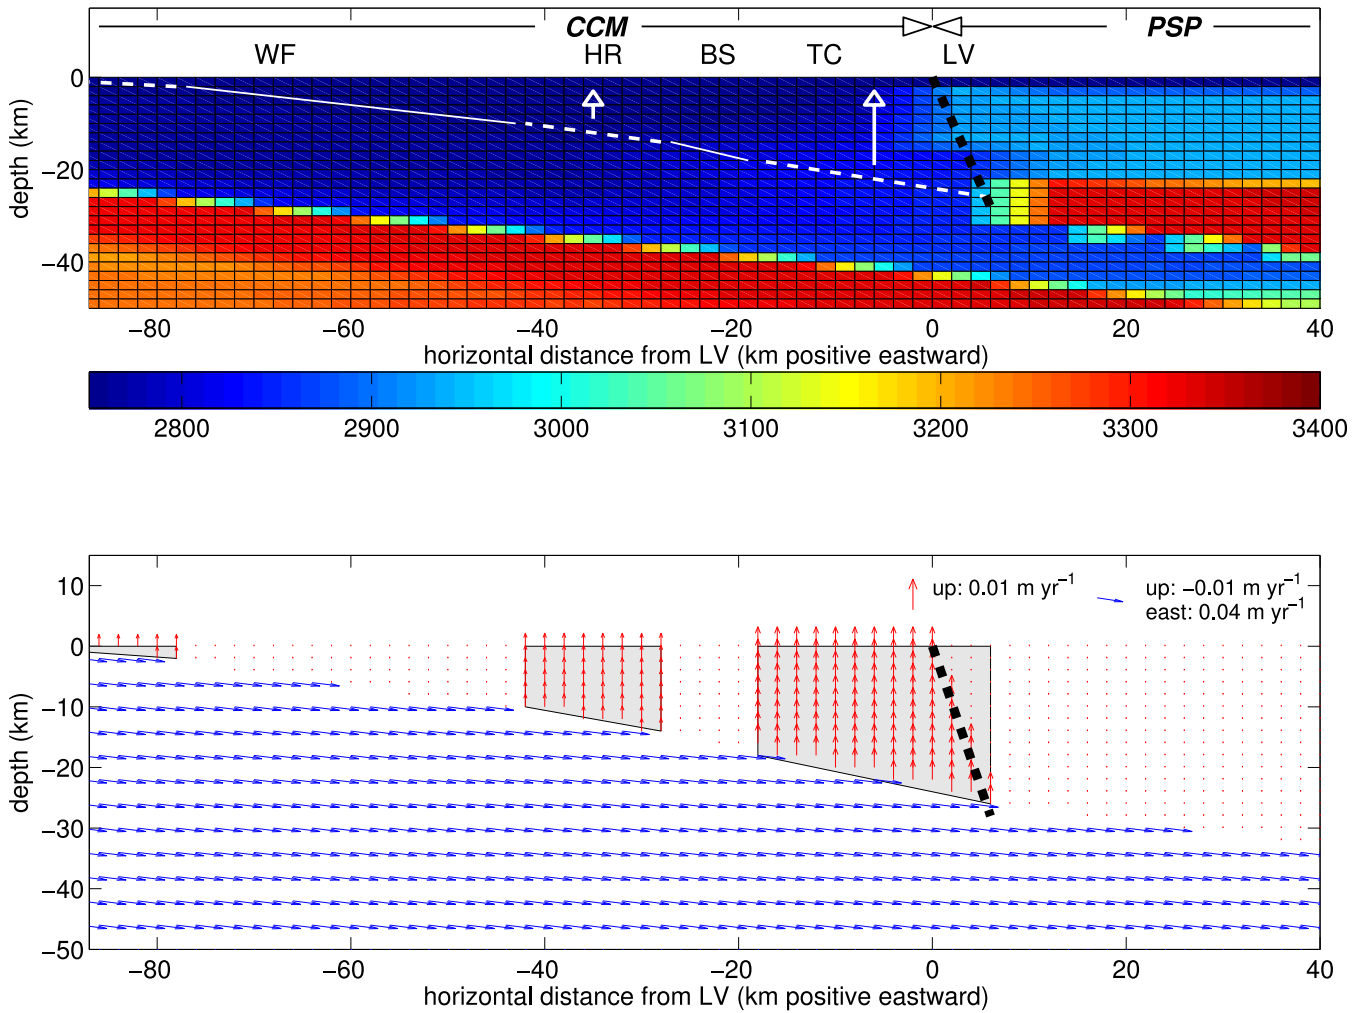 CCM PSP
WF HR BS TC LV
0
−20
−40
depth (km)
−80 −60 −40 −20 0 20 40
horizontal distance from LV (km positive eastward)
2800 2900 3000 3100 3200 3300 3400
up: 0.01 m yr⁻¹
up: −0.01 m yr⁻¹
east: 0.04 m yr⁻¹
10
0
−10
−20
−30
−40
−50
depth (km)
−80 −60 −40 −20 0 20 40
horizontal distance from LV (km positive eastward)